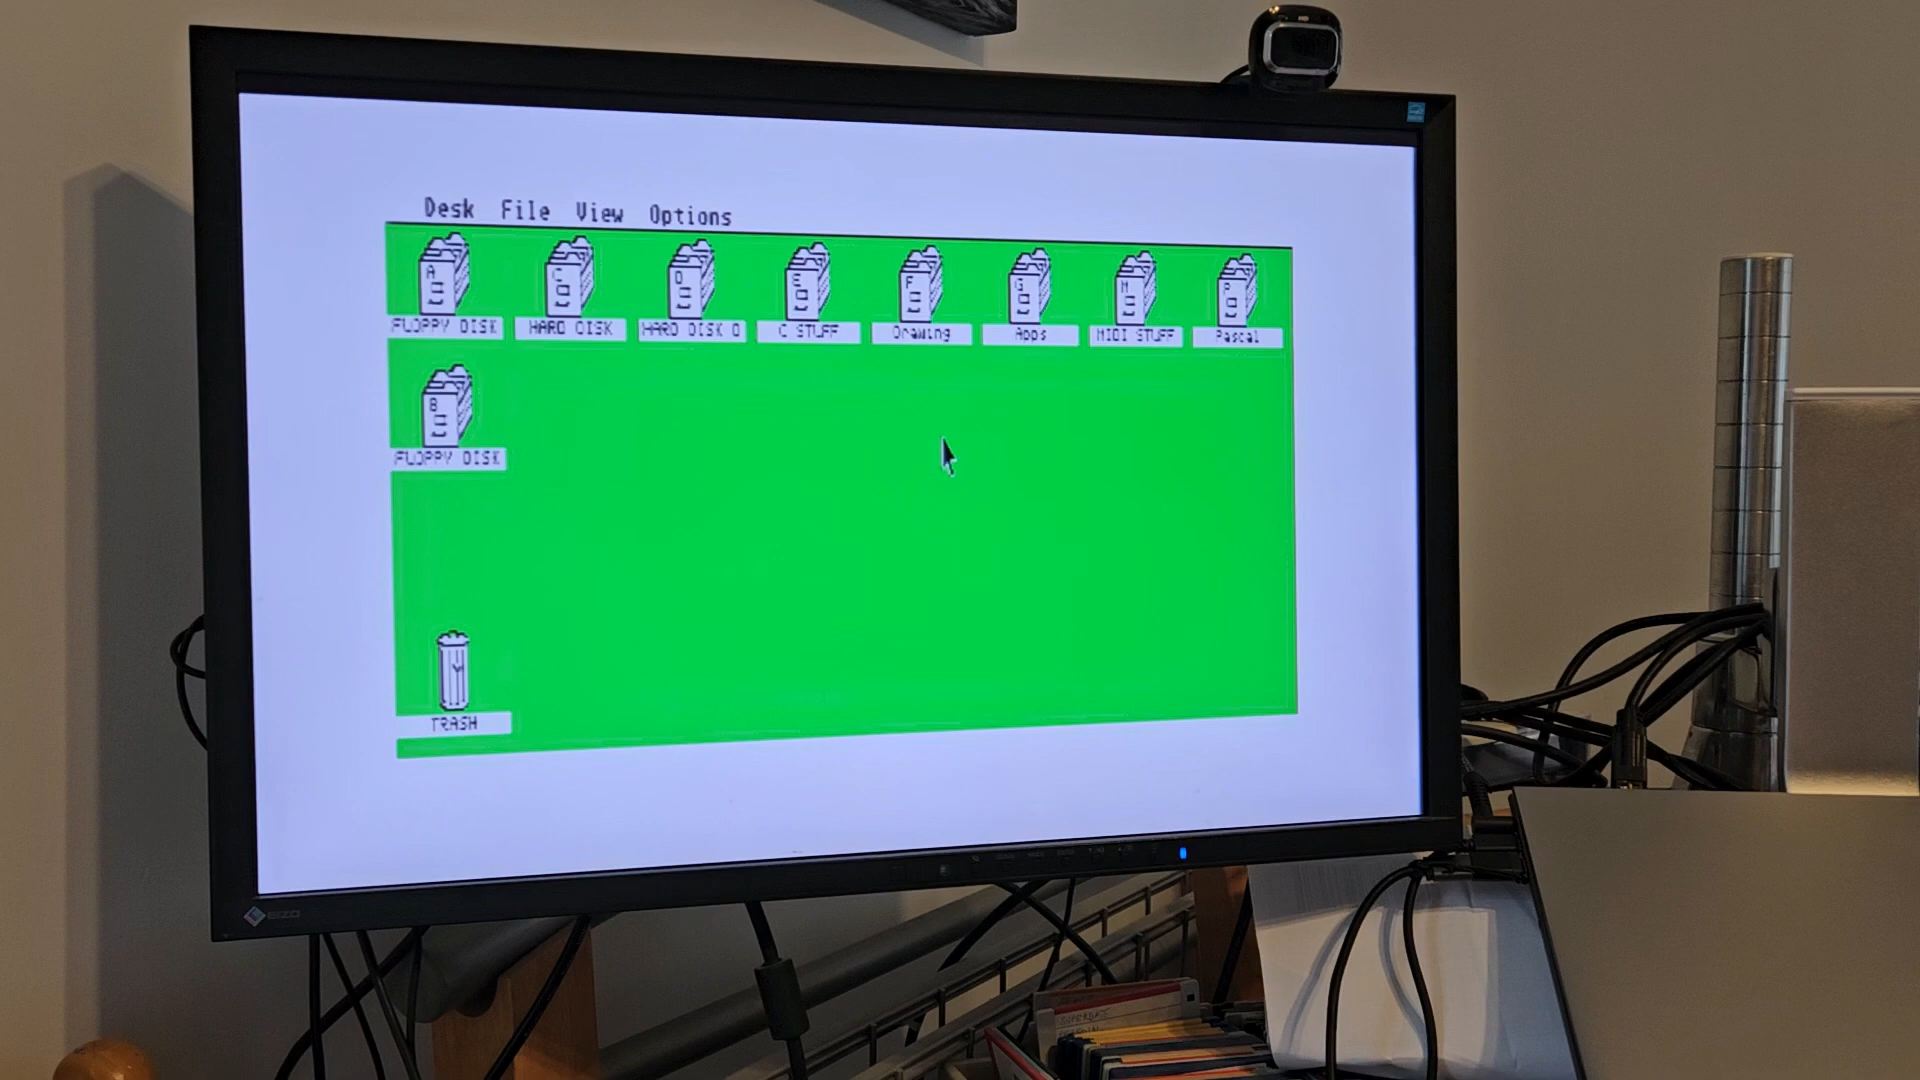 Desk File View Options
A C D E F G M P
FLOPPY DISK HARD DISK HARD DISK D C STUFF Drawing Apps MIDI STUFF Pascal
B
FLOPPY DISK
TRASH
EIZO